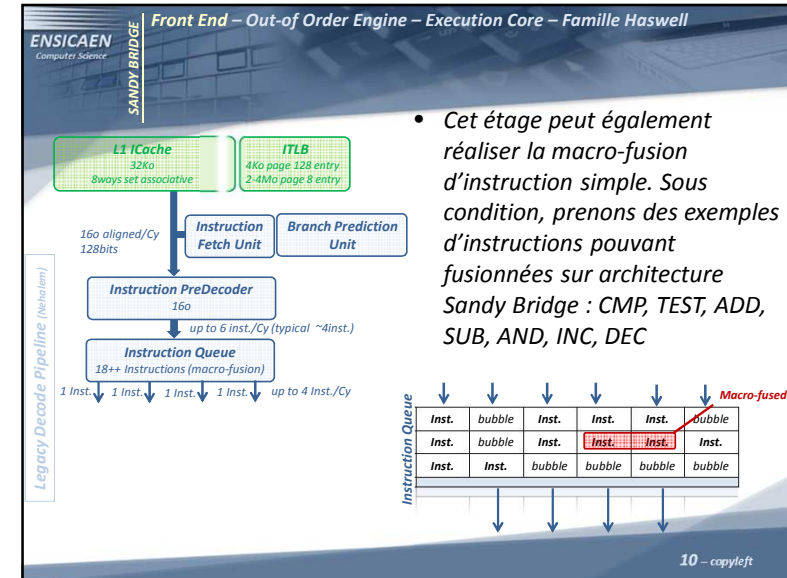 Front End – Out-of Order Engine – Execution Core – Famille Haswell
ENSICAEN
Computer Science
SANDY BRIDGE
L1 ICache
32Ko
8ways set associative
ITLB
4Ko page 128 entry
2-4Mo page 8 entry
16o aligned/Cy
128bits
Instruction
Fetch Unit
Branch Prediction
Unit
Instruction PreDecoder
16o
up to 6 inst./Cy (typical ~4inst.)
Instruction Queue
18++ Instructions (macro-fusion)
1 Inst. 1 Inst. 1 Inst. 1 Inst. up to 4 Inst./Cy
Legacy Decode Pipeline (Nehalem)
• Cet étage peut également
réaliser la macro-fusion
d'instruction simple. Sous
condition, prenons des exemples
d'instructions pouvant
fusionnées sur architecture
Sandy Bridge : CMP, TEST, ADD,
SUB, AND, INC, DEC
Macro-fused
Instruction Queue
Inst. bubble Inst. Inst. Inst. bubble
Inst. bubble Inst. Inst. Inst. Inst.
Inst. Inst. bubble bubble bubble bubble
10 – copyleft